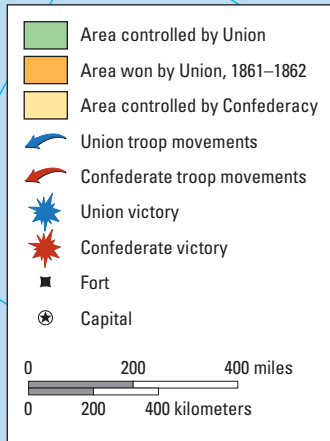 Area controlled by Union
Area won by Union, 1861–1862
Area controlled by Confederacy
Union troop movements
Confederate troop movements
Union victory
Confederate victory
Fort
Capital
0 200 400 miles
0 200 400 kilometers